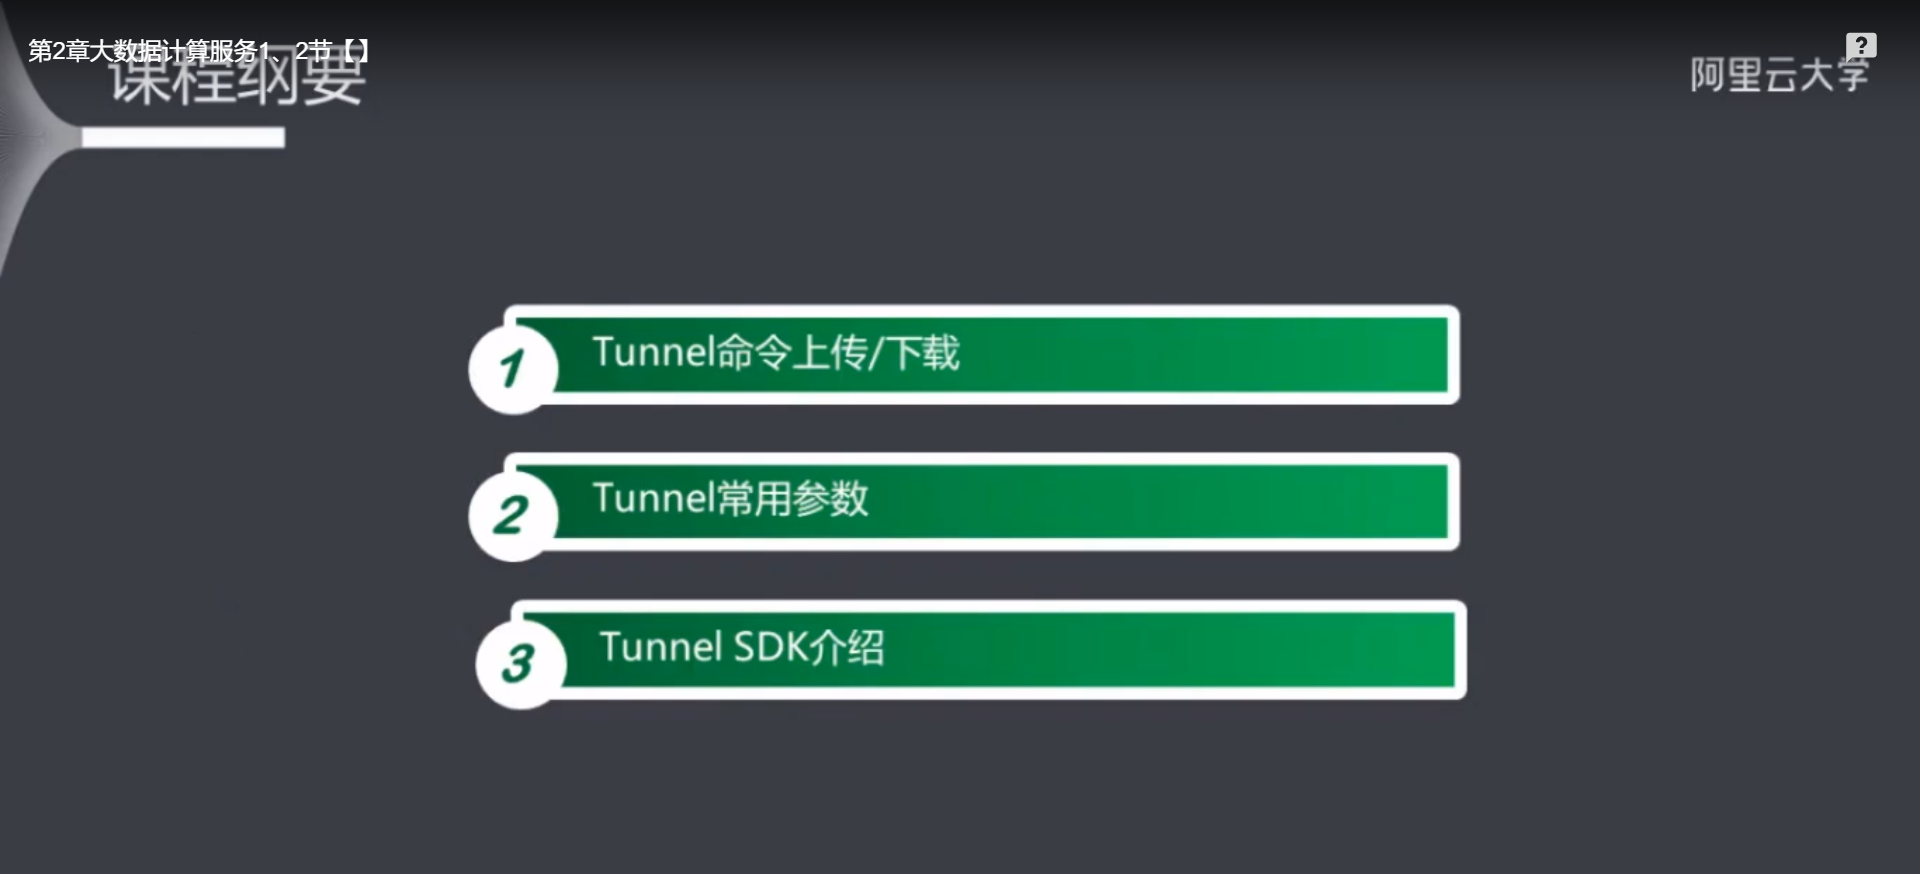 第2章大数据计算服务1、2节【】
课程纲要
阿里云大学
?
1
Tunnel命令上传/下载
2
Tunnel常用参数
3
Tunnel SDK介绍